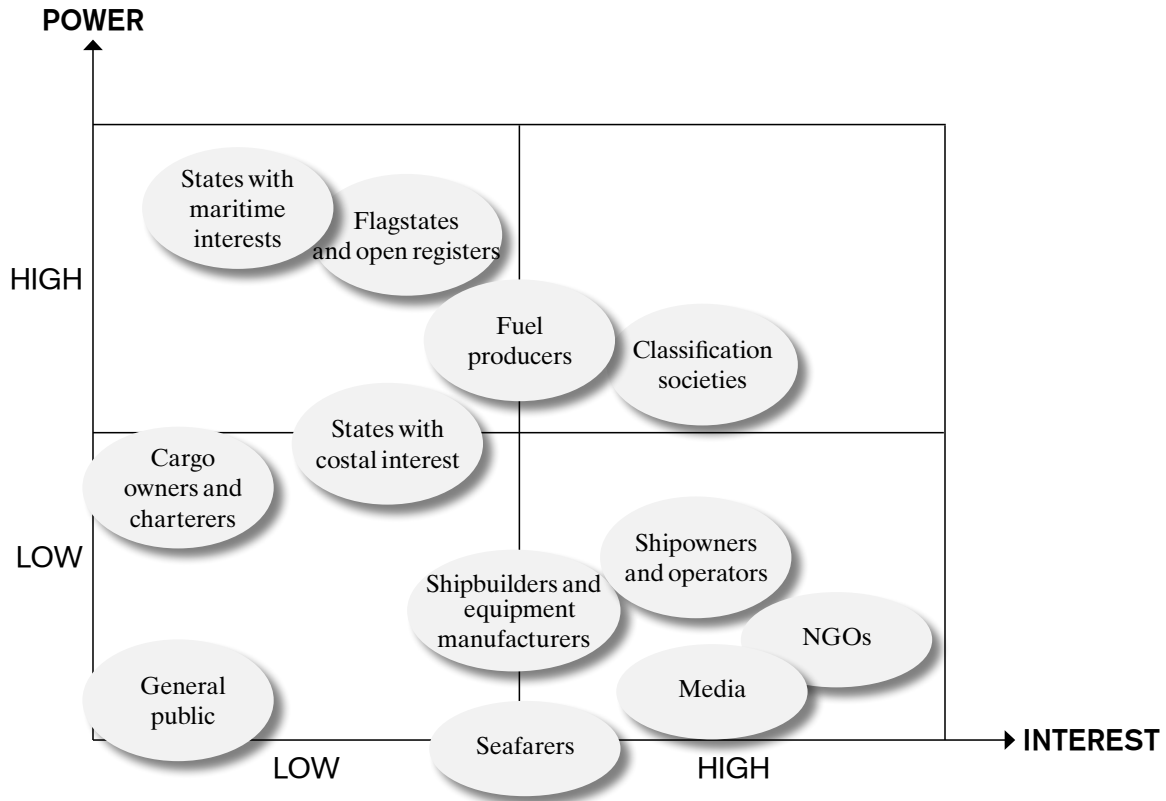 POWER
States with
maritime
interests
Flagstates
and open registers
HIGH
Fuel
producers
Classification
societies
States with
costal interest
Cargo
owners and
charterers
LOW
Shipowners
and operators
Shipbuilders and
equipment
manufacturers
NGOs
General
public
Media
Seafarers
INTEREST
LOW
HIGH